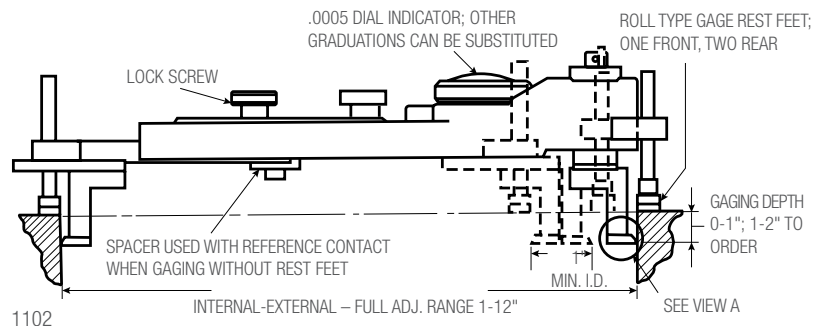 .0005 DIAL INDICATOR; OTHER
GRADUATIONS CAN BE SUBSTITUTED
ROLL TYPE GAGE REST FEET;
ONE FRONT, TWO REAR
LOCK SCREW
GAGING DEPTH
0-1"; 1-2" TO
ORDER
SPACER USED WITH REFERENCE CONTACT
WHEN GAGING WITHOUT REST FEET
MIN. I.D.
INTERNAL-EXTERNAL – FULL ADJ. RANGE 1-12"
SEE VIEW A
1102